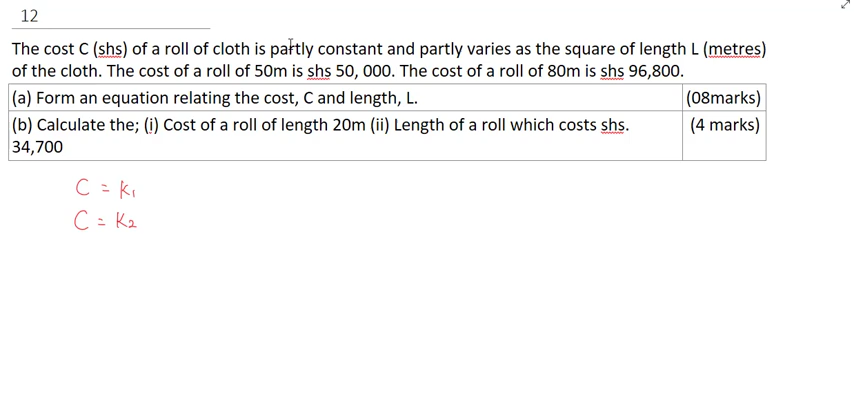 12
The cost C (shs) of a roll of cloth is partly constant and partly varies as the square of length L (metres)
of the cloth. The cost of a roll of 50m is shs 50, 000. The cost of a roll of 80m is shs 96,800.
(a) Form an equation relating the cost, C and length, L. (08marks)
(b) Calculate the; (i) Cost of a roll of length 20m (ii) Length of a roll which costs shs. (4 marks)
34,700
C = K₁
C = K₂